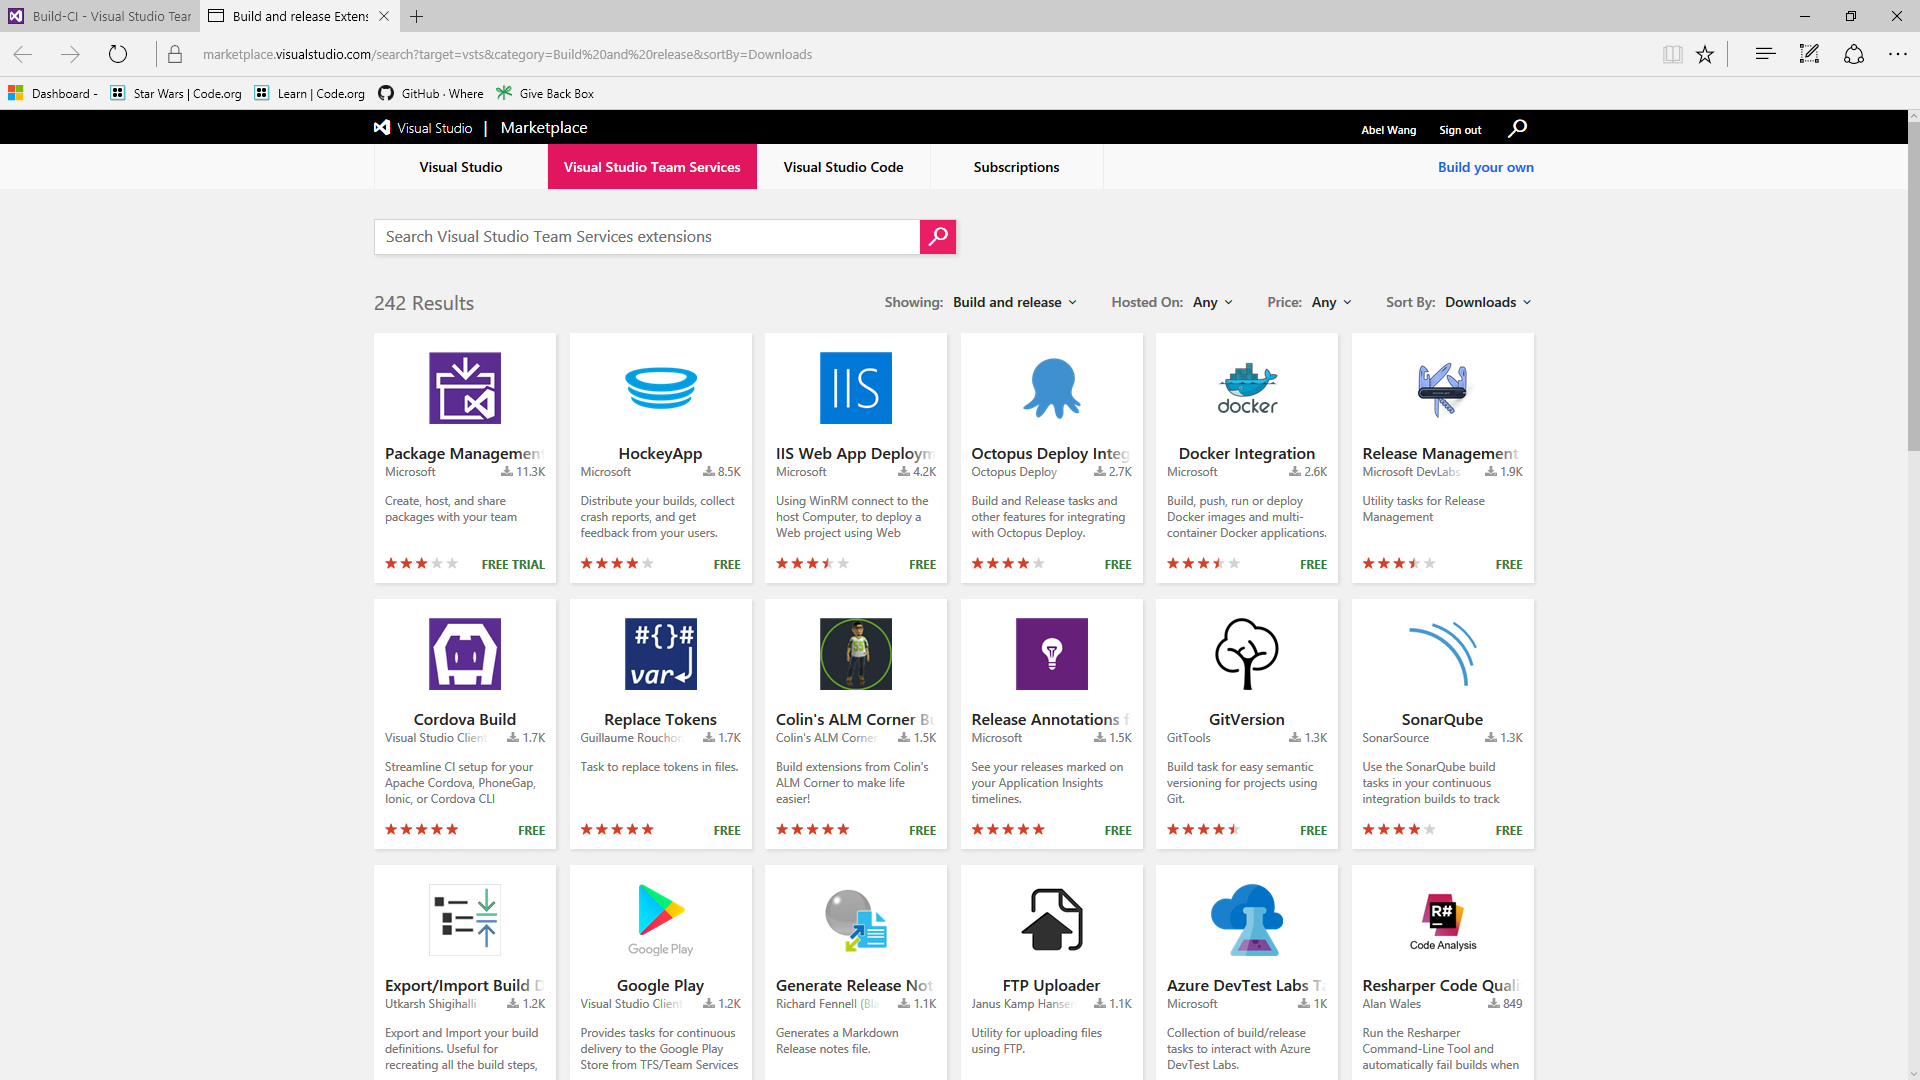 Build-CI - Visual Studio Tear
Build and release Extens
marketplace.visualstudio.com/search?target=vsts&category=Build%20and%20release&sortBy=Downloads
Dashboard - Star Wars | Code.org Learn | Code.org GitHub · Where Give Back Box
Visual Studio | Marketplace
Abel Wang Sign out
Visual Studio Visual Studio Team Services Visual Studio Code Subscriptions Build your own
Search Visual Studio Team Services extensions
242 Results Showing: Build and release Hosted On: Any Price: Any Sort By: Downloads
Package Management
Microsoft 11.3K
Create, host, and share
packages with your team
FREE TRIAL
HockeyApp
Microsoft 8.5K
Distribute your builds, collect
crash reports, and get
feedback from your users.
FREE
IIS
IIS Web App Deploym
Microsoft 4.2K
Using WinRM connect to the
host Computer, to deploy a
Web project using Web
FREE
Octopus Deploy Integ
Octopus Deploy 2.7K
Build and Release tasks and
other features for integrating
with Octopus Deploy.
FREE
docker
Docker Integration
Microsoft 2.6K
Build, push, run or deploy
Docker images and multi-
container Docker applications.
FREE
Release Management
Microsoft DevLabs 1.9K
Utility tasks for Release
Management
FREE
Cordova Build
Visual Studio Client 1.7K
Streamline CI setup for your
Apache Cordova, PhoneGap,
Ionic, or Cordova CLI
FREE
#{}#
var
Replace Tokens
Guillaume Rouchon 1.7K
Task to replace tokens in files.
FREE
Colin's ALM Corner Bu
Colin's ALM Corner 1.5K
Build extensions from Colin's
ALM Corner to make life
easier!
FREE
Release Annotations f
Microsoft 1.5K
See your releases marked on
your Application Insights
timelines.
FREE
GitVersion
GitTools 1.3K
Build task for easy semantic
versioning for projects using
Git.
FREE
SonarQube
SonarSource 1.3K
Use the SonarQube build
tasks in your continuous
integration builds to track
FREE
Export/Import Build D
Utkarsh Shigihalli 1.2K
Export and Import your build
definitions. Useful for
recreating all the build steps,
Google Play
Google Play
Visual Studio Client 1.2K
Provides tasks for continuous
delivery to the Google Play
Store from TFS/Team Services
Generate Release Not
Richard Fennell (Bla 1.1K
Generates a Markdown
Release notes file.
FTP Uploader
Janus Kamp Hansen 1.1K
Utility for uploading files
using FTP.
Azure DevTest Labs Ta
Microsoft 1K
Collection of build/release
tasks to interact with Azure
DevTest Labs.
R#
Code Analysis
Resharper Code Quali
Alan Wales 849
Run the Resharper
Command-Line Tool and
automatically fail builds when